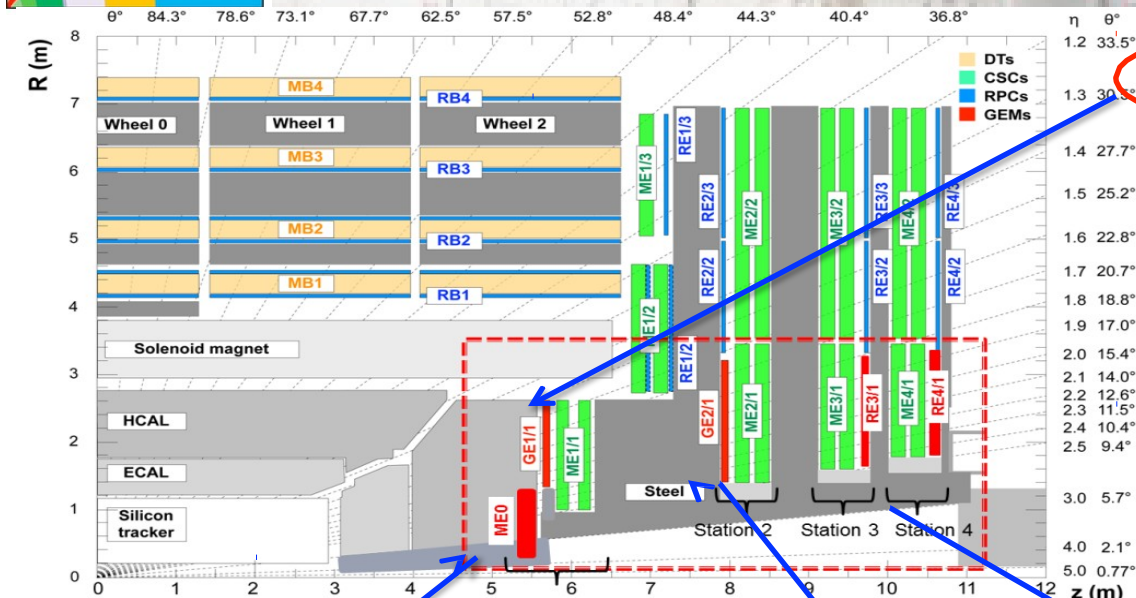 θ° 84.3° 78.6° 73.1° 67.7° 62.5° 57.5° 52.8° 48.4° 44.3° 40.4° 36.8° η θ°
R (m)
8
7
6
5
4
3
2
1
0
DTs
CSCs
RPCs
GEMs
MB4
RB4
Wheel 0
Wheel 1
Wheel 2
MB3
RB3
MB2
RB2
MB1
RB1
Solenoid magnet
HCAL
ECAL
Silicon
tracker
Steel
ME0
GE1/1
ME1/1
ME1/2
ME1/3
RE1/3
RE1/2
RE2/3
RE2/2
GE2/1
ME2/2
ME2/1
ME3/2
ME3/1
RE3/3
RE3/2
RE3/1
ME4/2
ME4/1
RE4/3
RE4/2
RE4/1
Station 2
Station 3
Station 4
1.2 33.5°
1.3
1.4 27.7°
1.5 25.2°
1.6 22.8°
1.7 20.7°
1.8 18.8°
1.9 17.0°
2.0 15.4°
2.1 14.0°
2.2 12.6°
2.3 11.5°
2.4 10.4°
2.5 9.4°
3.0 5.7°
4.0 2.1°
5.0 0.77°
0 1 2 3 4 5 6 7 8 9 10 11 12
z (m)